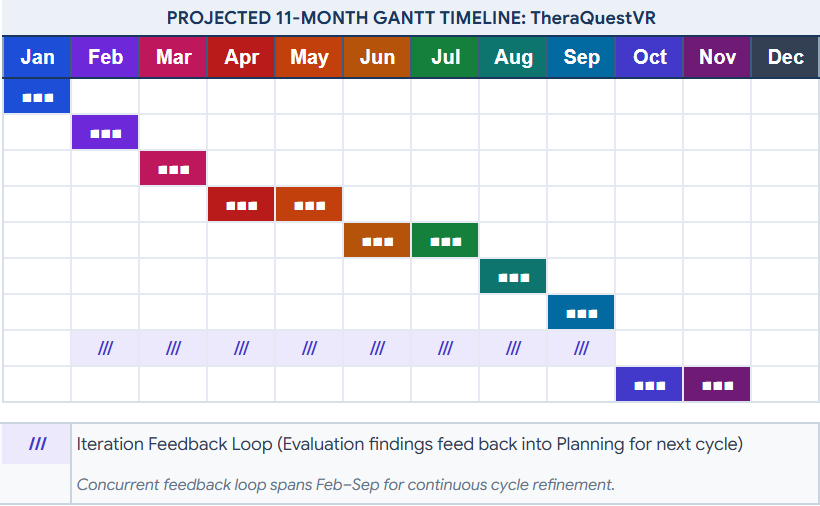 PROJECTED 11-MONTH GANTT TIMELINE: TheraQuestVR
Jan Feb Mar Apr May Jun Jul Aug Sep Oct Nov Dec
■■■
■■■
■■■
■■■ ■■■
■■■ ■■■
■■■
■■■
/// /// /// /// /// /// /// ///
■■■ ■■■
/// Iteration Feedback Loop (Evaluation findings feed back into Planning for next cycle)
Concurrent feedback loop spans Feb–Sep for continuous cycle refinement.